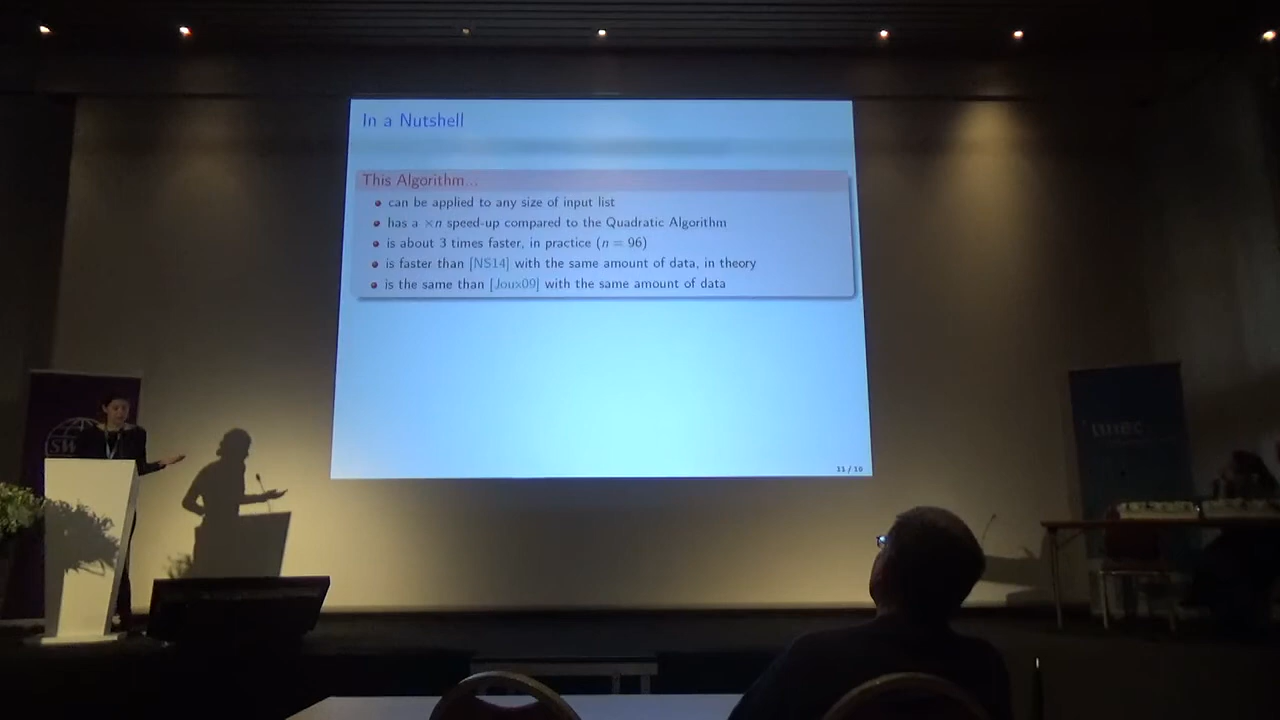 In a Nutshell
This Algorithm...
can be applied to any size of input list
has a ×n speed-up compared to the Quadratic Algorithm
is about 3 times faster, in practice (n = 96)
is faster than [NS14] with the same amount of data, in theory
is the same than [Joux09] with the same amount of data
11 / 10